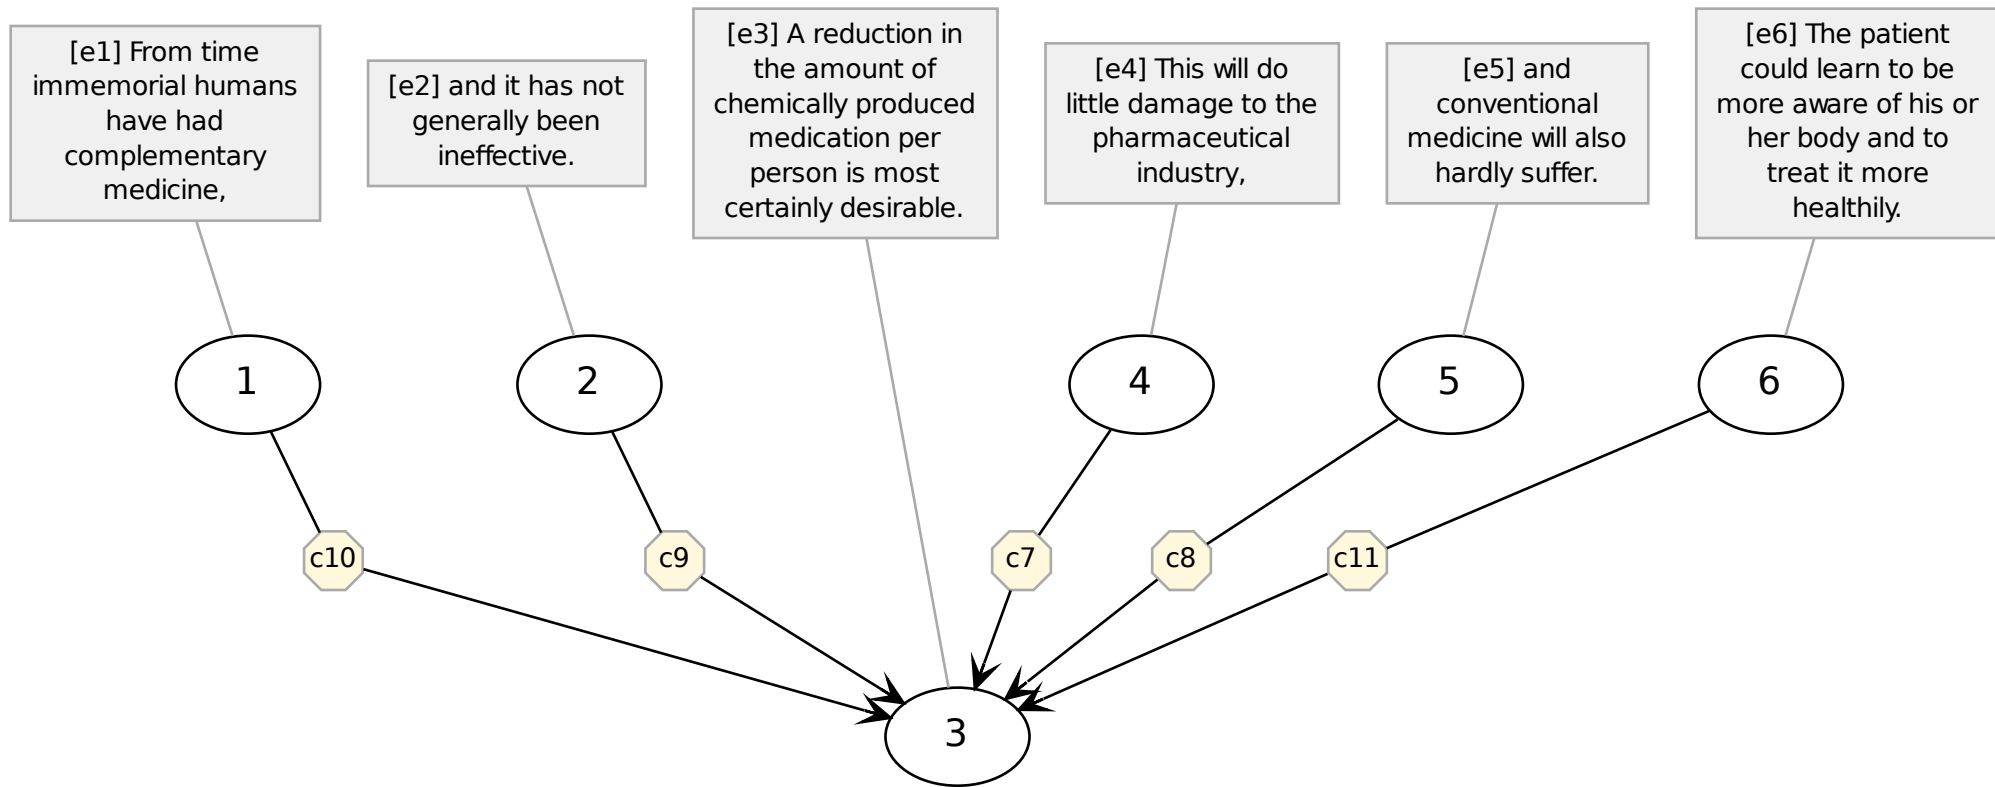 [e1] From time
immemorial humans
have had
complementary
medicine,
[e2] and it has not
generally been
ineffective.
[e3] A reduction in
the amount of
chemically produced
medication per
person is most
certainly desirable.
[e4] This will do
little damage to the
pharmaceutical
industry,
[e5] and
conventional
medicine will also
hardly suffer.
[e6] The patient
could learn to be
more aware of his or
her body and to
treat it more
healthily.
1
2
4
5
6
c10
c9
c7
c8
c11
3